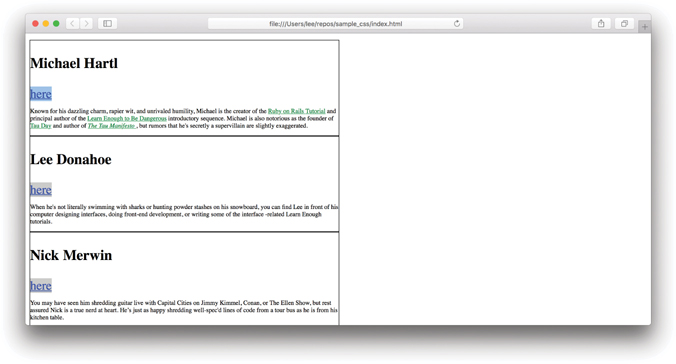 file:///Users/lee/repos/sample_css/index.html
Michael Hartl
here
Known for his dazzling charm, rapier wit, and unrivaled humility, Michael is the creator of the Ruby on Rails Tutorial and
principal author of the Learn Enough to Be Dangerous introductory sequence. Michael is also notorious as the founder of
Tau Day and author of The Tau Manifesto , but rumors that he's secretly a supervillain are slightly exaggerated.
Lee Donahoe
here
When he's not literally swimming with sharks or hunting powder stashes on his snowboard, you can find Lee in front of his
computer designing interfaces, doing front-end development, or writing some of the interface -related Learn Enough
tutorials.
Nick Merwin
here
You may have seen him shredding guitar live with Capital Cities on Jimmy Kimmel, Conan, or The Ellen Show, but rest
assured Nick is a true nerd at heart. He's just as happy shredding well-spec'd lines of code from a tour bus as he is from his
kitchen table.